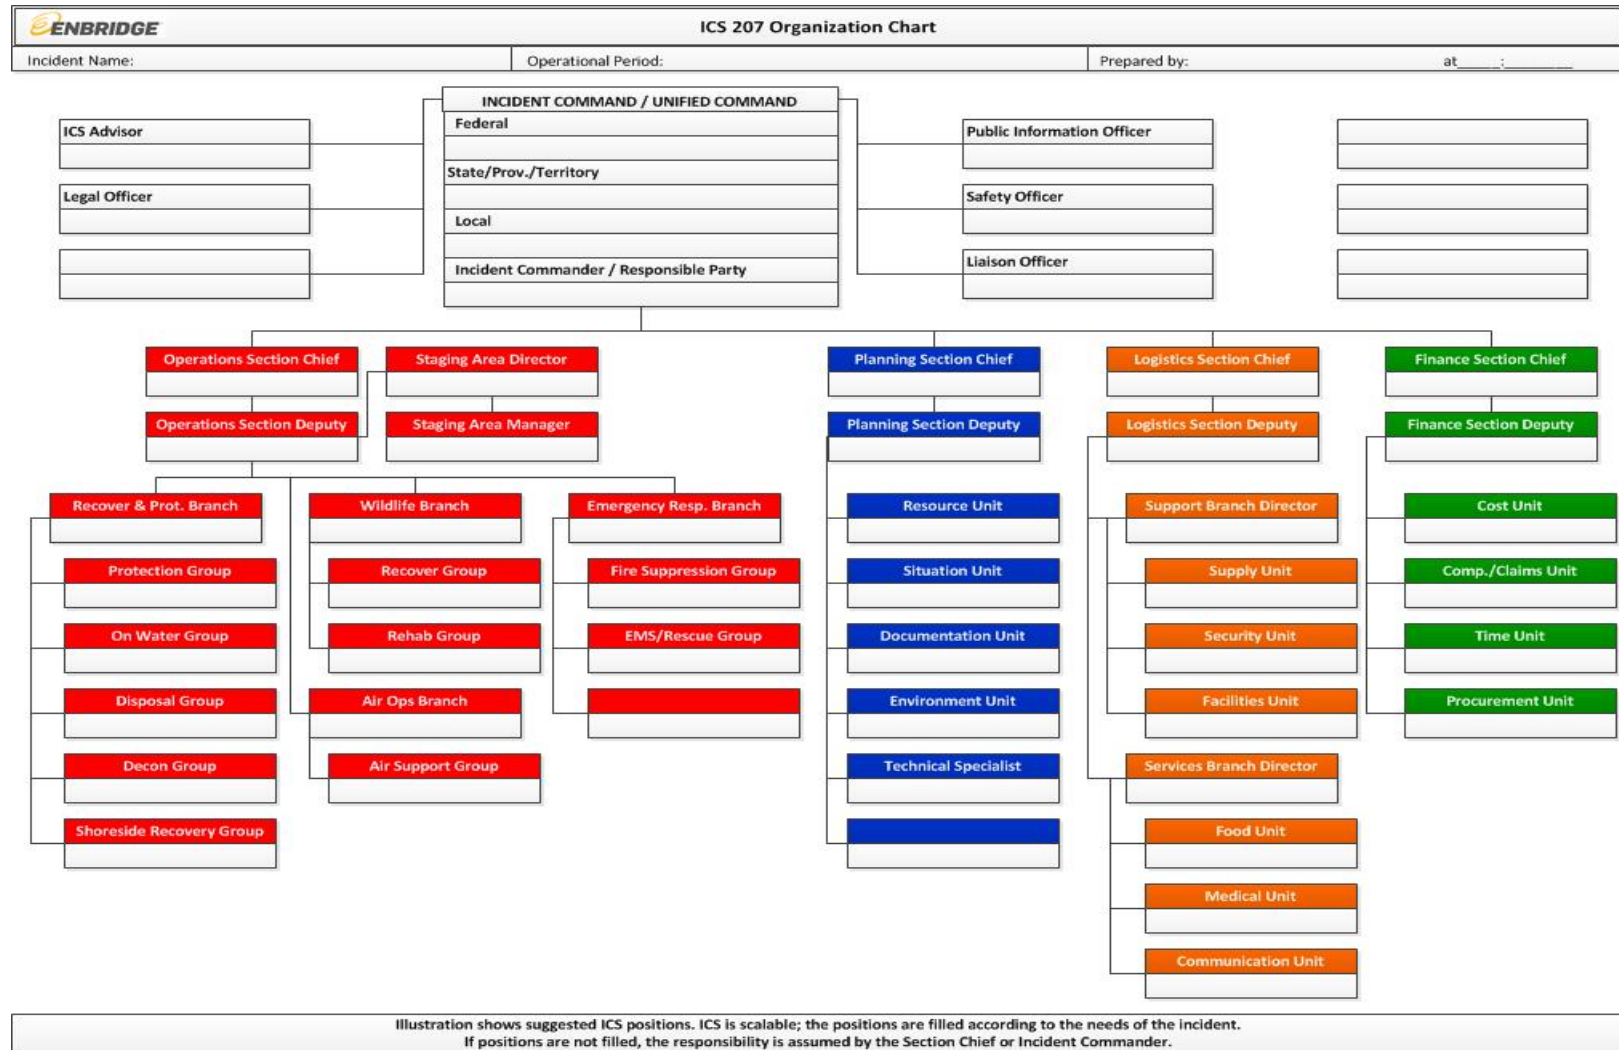 ENBRIDGE
ICS 207 Organization Chart
Incident Name:
Operational Period:
Prepared by:
at_____:________
INCIDENT COMMAND / UNIFIED COMMAND
Federal
State/Prov./Territory
Local
Incident Commander / Responsible Party
ICS Advisor
Legal Officer
Public Information Officer
Safety Officer
Liaison Officer
Operations Section Chief
Staging Area Director
Operations Section Deputy
Staging Area Manager
Recover & Prot. Branch
Protection Group
On Water Group
Disposal Group
Decon Group
Shoreside Recovery Group
Wildlife Branch
Recover Group
Rehab Group
Air Ops Branch
Air Support Group
Emergency Resp. Branch
Fire Suppression Group
EMS/Rescue Group
Planning Section Chief
Planning Section Deputy
Resource Unit
Situation Unit
Documentation Unit
Environment Unit
Technical Specialist
Logistics Section Chief
Logistics Section Deputy
Support Branch Director
Supply Unit
Security Unit
Facilities Unit
Services Branch Director
Food Unit
Medical Unit
Communication Unit
Finance Section Chief
Finance Section Deputy
Cost Unit
Comp./Claims Unit
Time Unit
Procurement Unit
Illustration shows suggested ICS positions. ICS is scalable; the positions are filled according to the needs of the incident.
If positions are not filled, the responsibility is assumed by the Section Chief or Incident Commander.